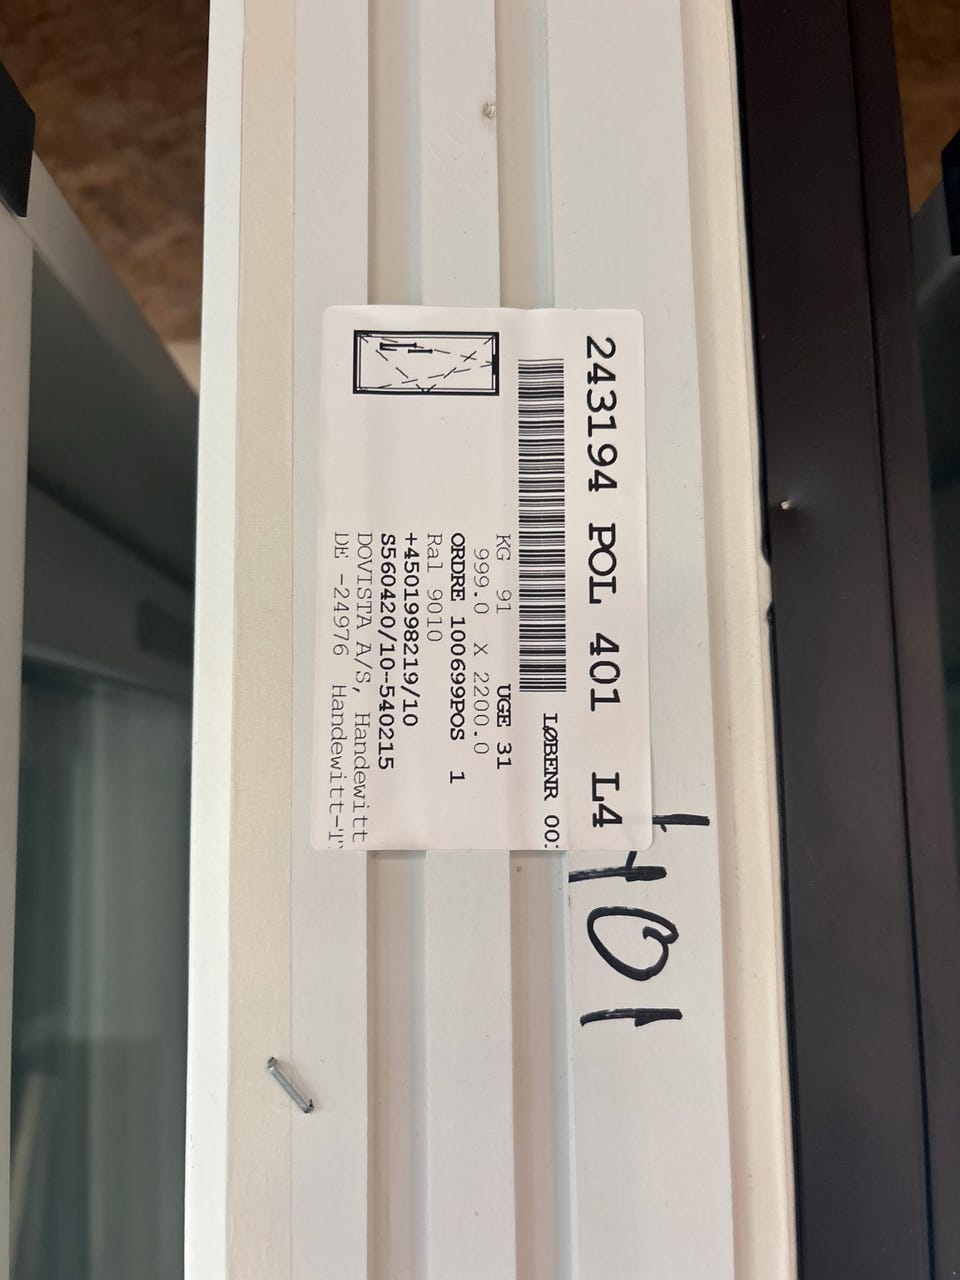 243194 POL 401 L4
LØBENR 00
KG 91 UGE 31
999.0 X 2200.0
ORDRE 100699POS 1
Ral 9010
+4501998219/10
S560420/10-540215
DOVISTA A/S, Handewitt
DE -24976 Handewitt-T
401